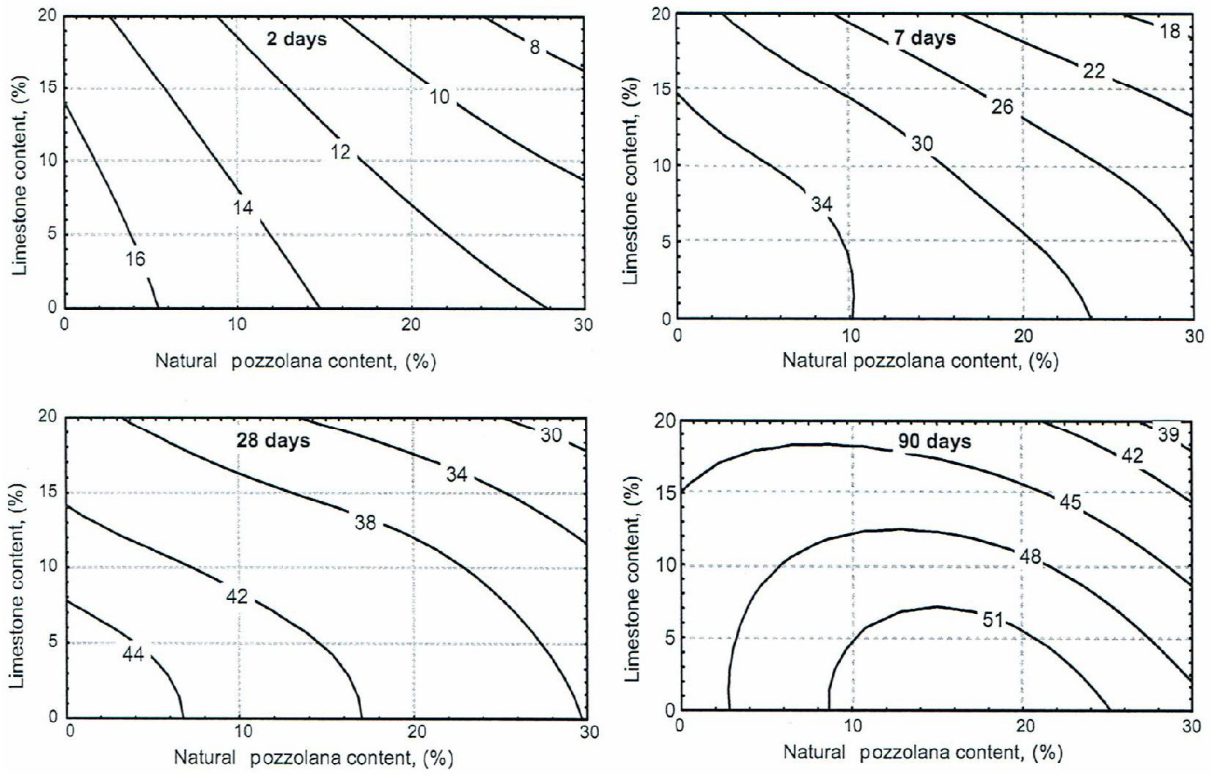 20
2 days
8
15
10
12
10
14
5
16
0
0 10 20 30
Limestone content, (%)
Natural pozzolana content, (%)
20
7 days
18
22
15
26
30
10
34
5
0
0 10 20 30
Limestone content, (%)
Natural pozzolana content, (%)
20
28 days
30
34
15
38
10
42
5
44
0
0 10 20 30
Limestone content, (%)
Natural pozzolana content, (%)
20
90 days
39
42
15
45
48
10
51
5
0
0 10 20 30
Limestone content, (%)
Natural pozzolana content, (%)